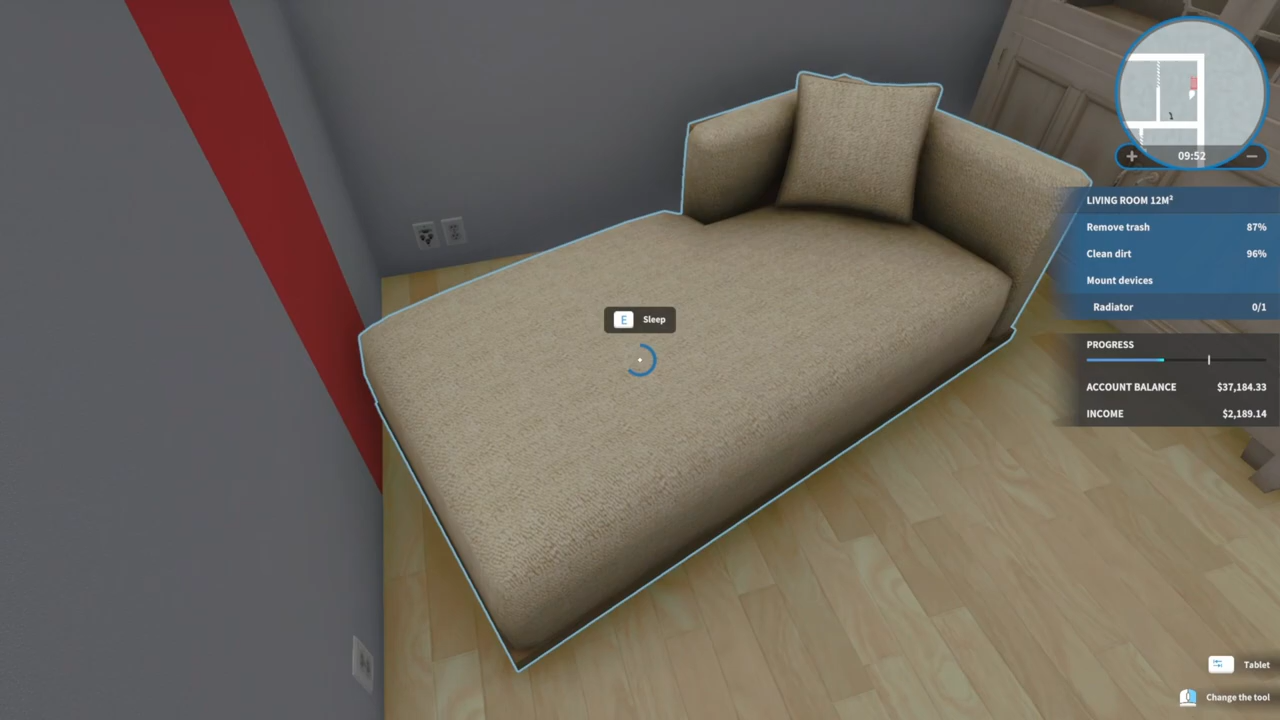 09:52
LIVING ROOM 12M²
Remove trash 87%
Clean dirt 96%
Mount devices
Radiator 0/1
PROGRESS
ACCOUNT BALANCE $37,184.33
INCOME $2,189.14
E Sleep
Tablet
Change the tool